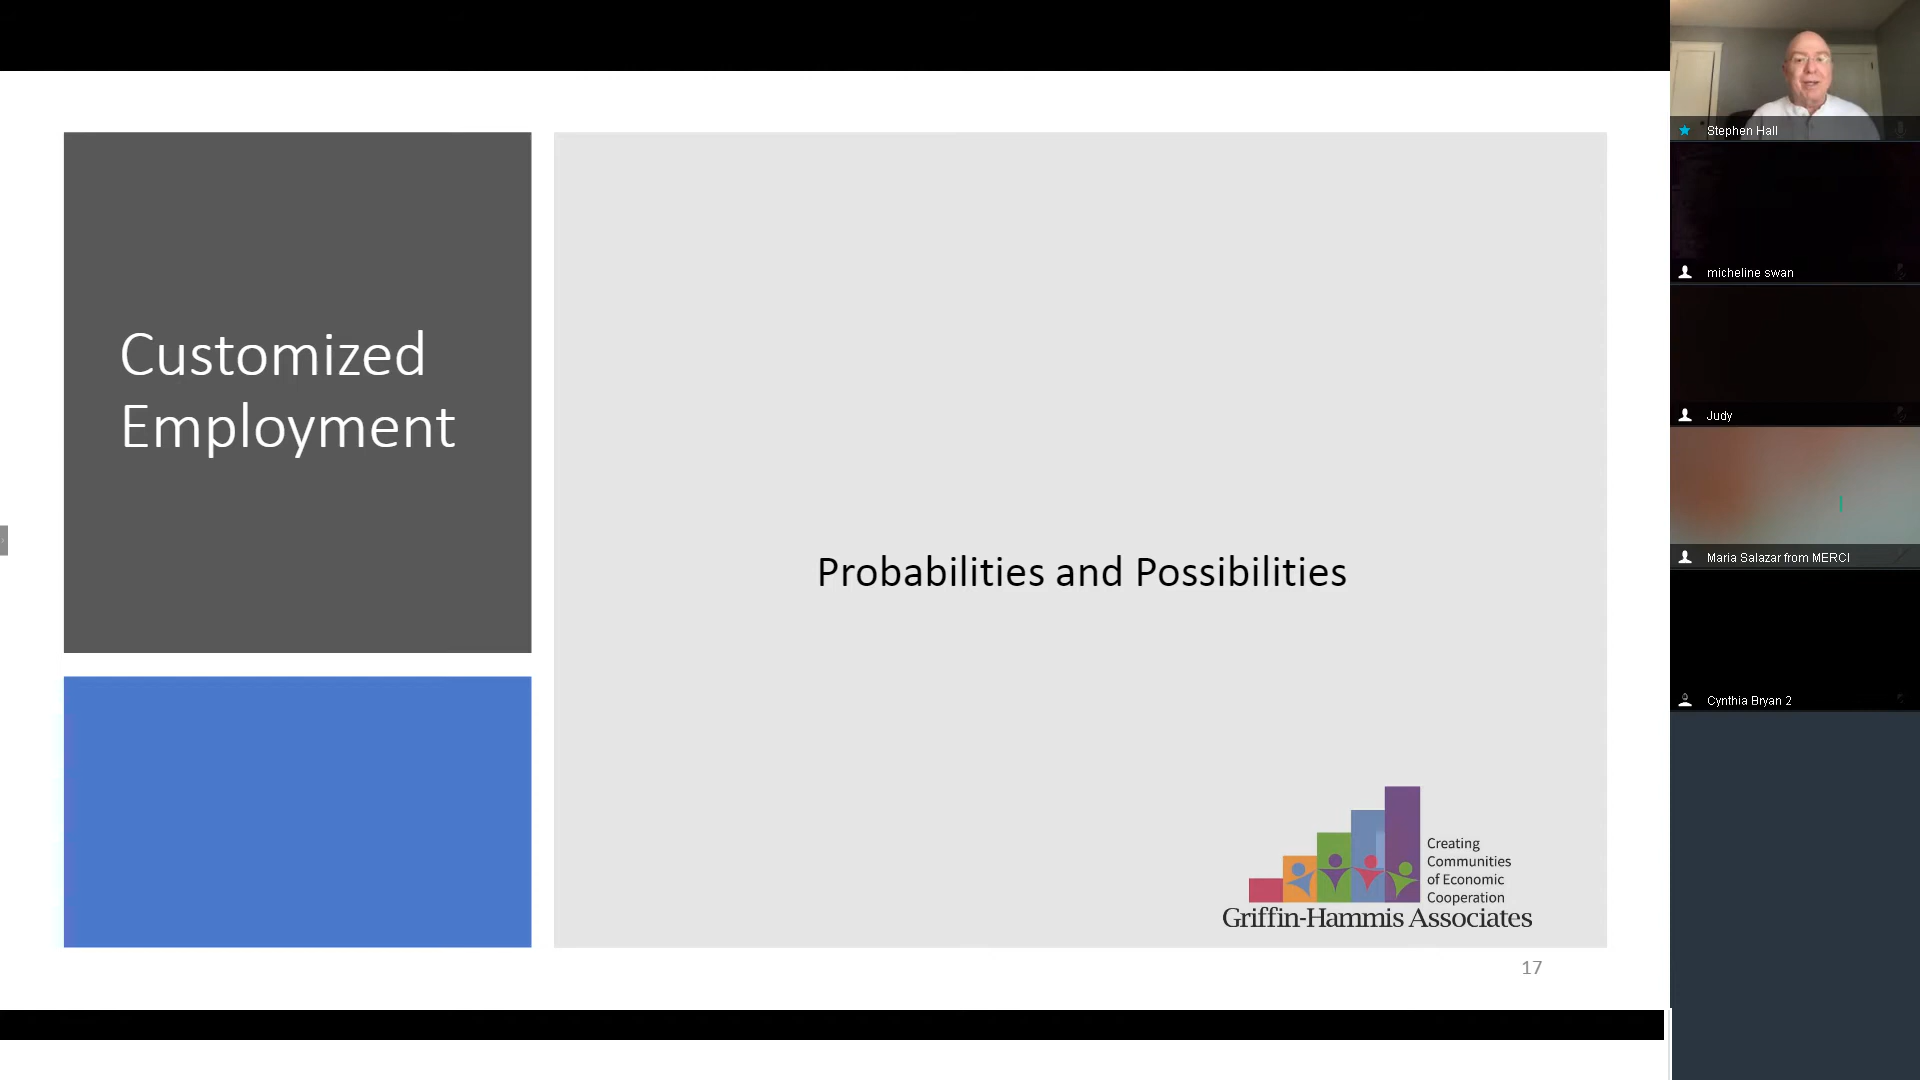 Customized
Employment
Probabilities and Possibilities
Creating
Communities
of Economic
Cooperation
Griffin-Hammis Associates
17
Stephen Hall
micheline swan
Judy
Maria Salazar from MERCI
Cynthia Bryan 2